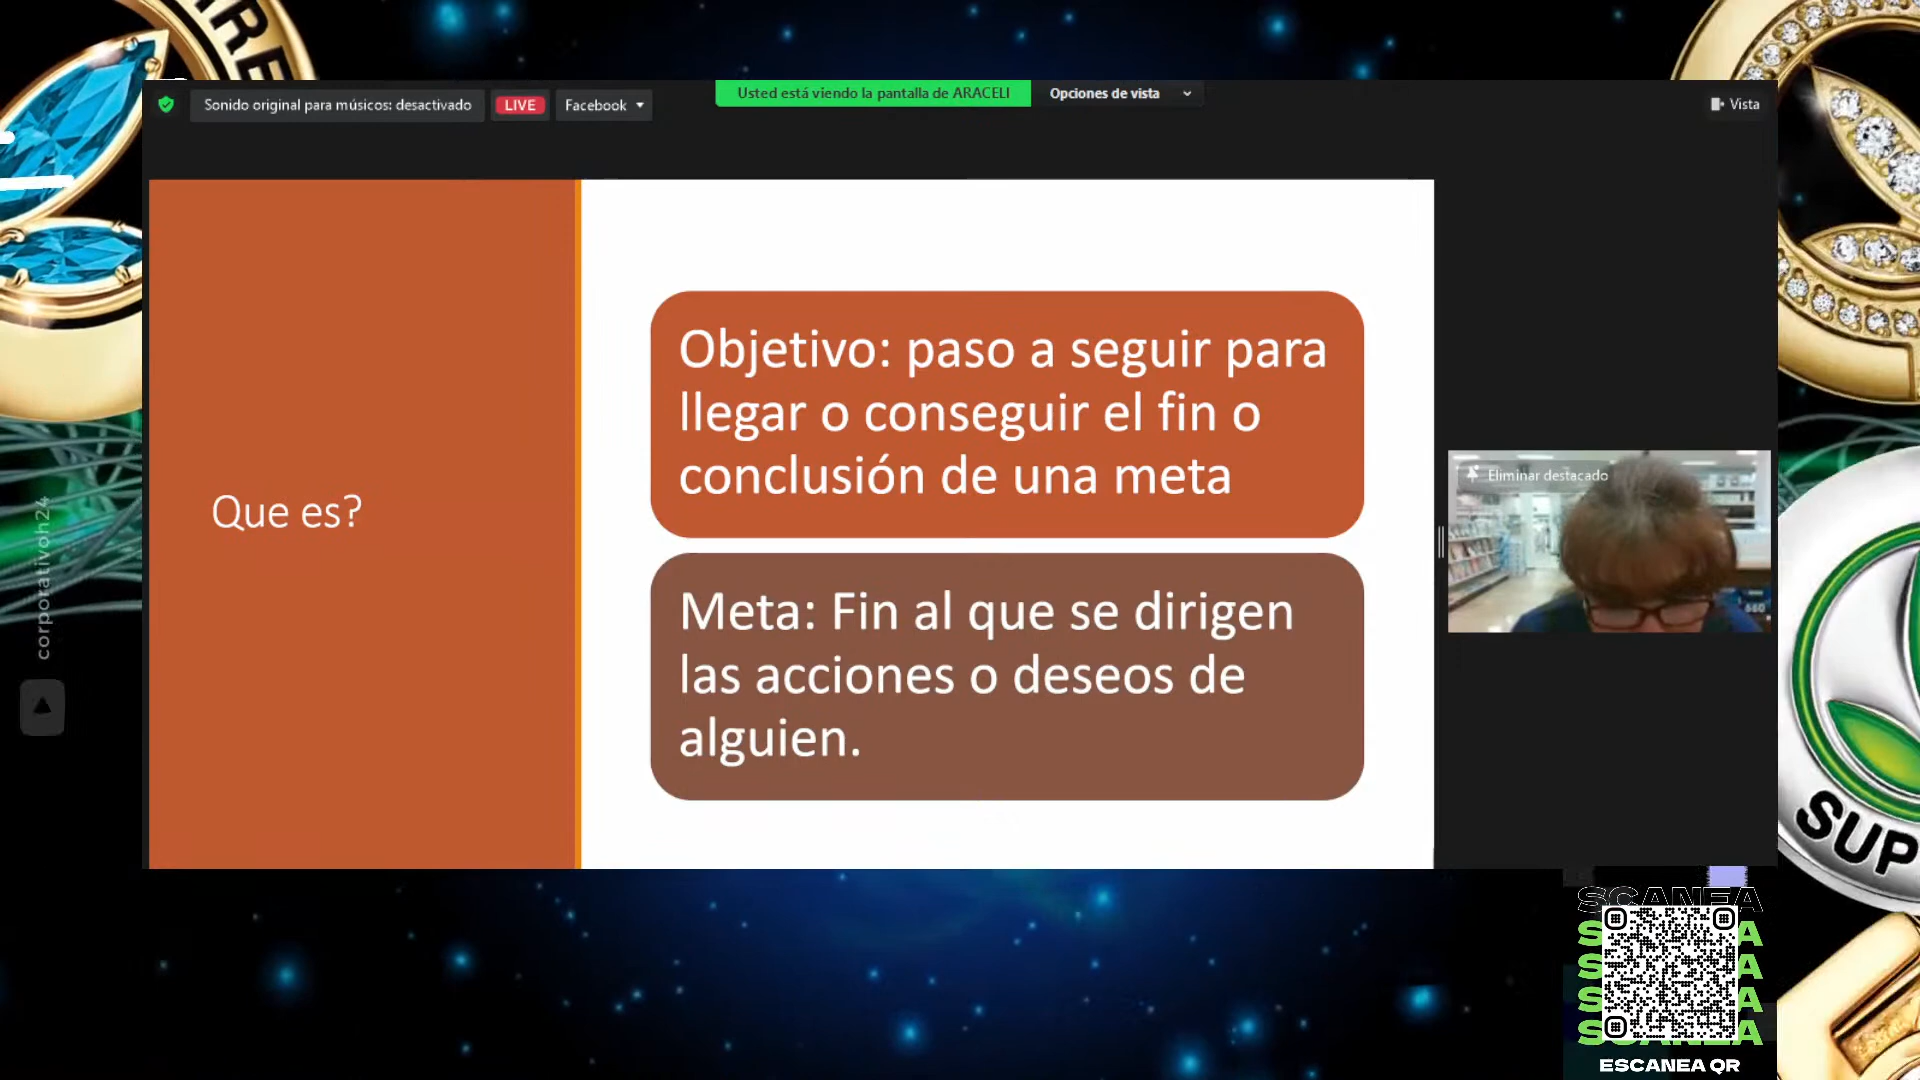 Sonido original para músicos: desactivado
LIVE
Facebook
Usted está viendo la pantalla de ARACELI
Opciones de vista
Vista
Que es?
Objetivo: paso a seguir para
llegar o conseguir el fin o
conclusión de una meta
Meta: Fin al que se dirigen
las acciones o deseos de
alguien.
Eliminar destacado
corporativoh24
SUP
SCANEA
ESCANEA QR